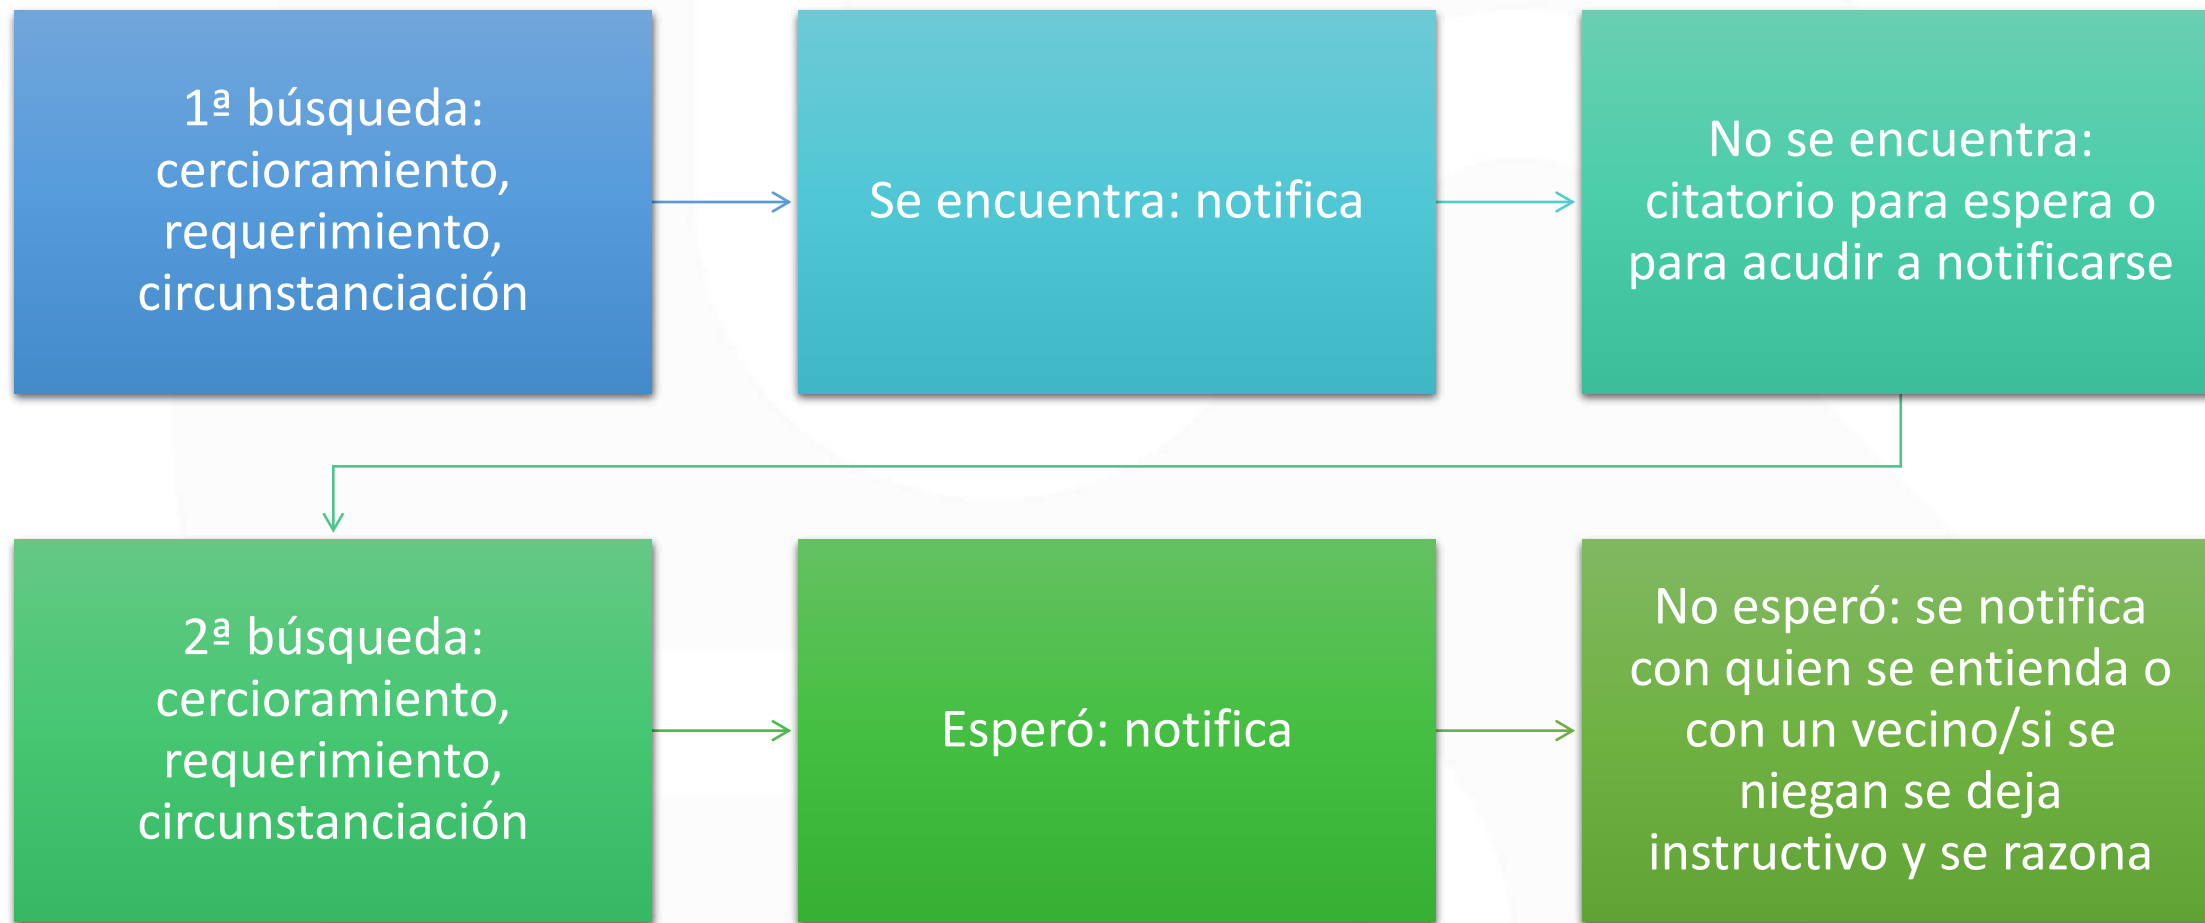 1ª búsqueda:
cercioramiento,
requerimiento,
circunstanciación
Se encuentra: notifica
No se encuentra:
citatorio para espera o
para acudir a notificarse
2ª búsqueda:
cercioramiento,
requerimiento,
circunstanciación
Esperó: notifica
No esperó: se notifica
con quien se entienda o
con un vecino/si se
niegan se deja
instructivo y se razona